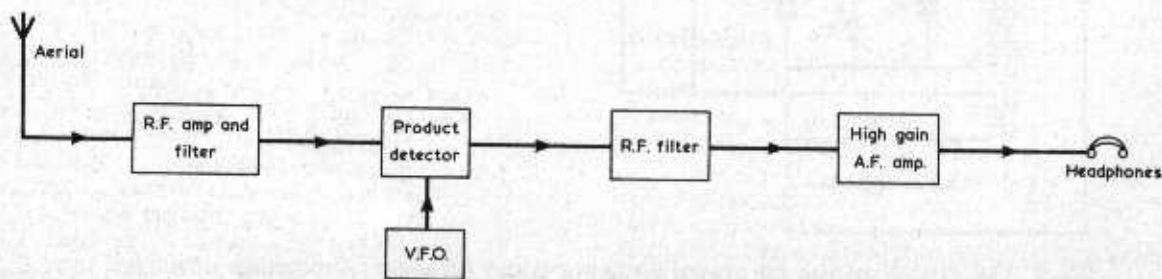 Aerial
R.F. amp and
filter
Product
detector
R.F. filter
High gain
A.F. amp.
Headphones
V.F.O.